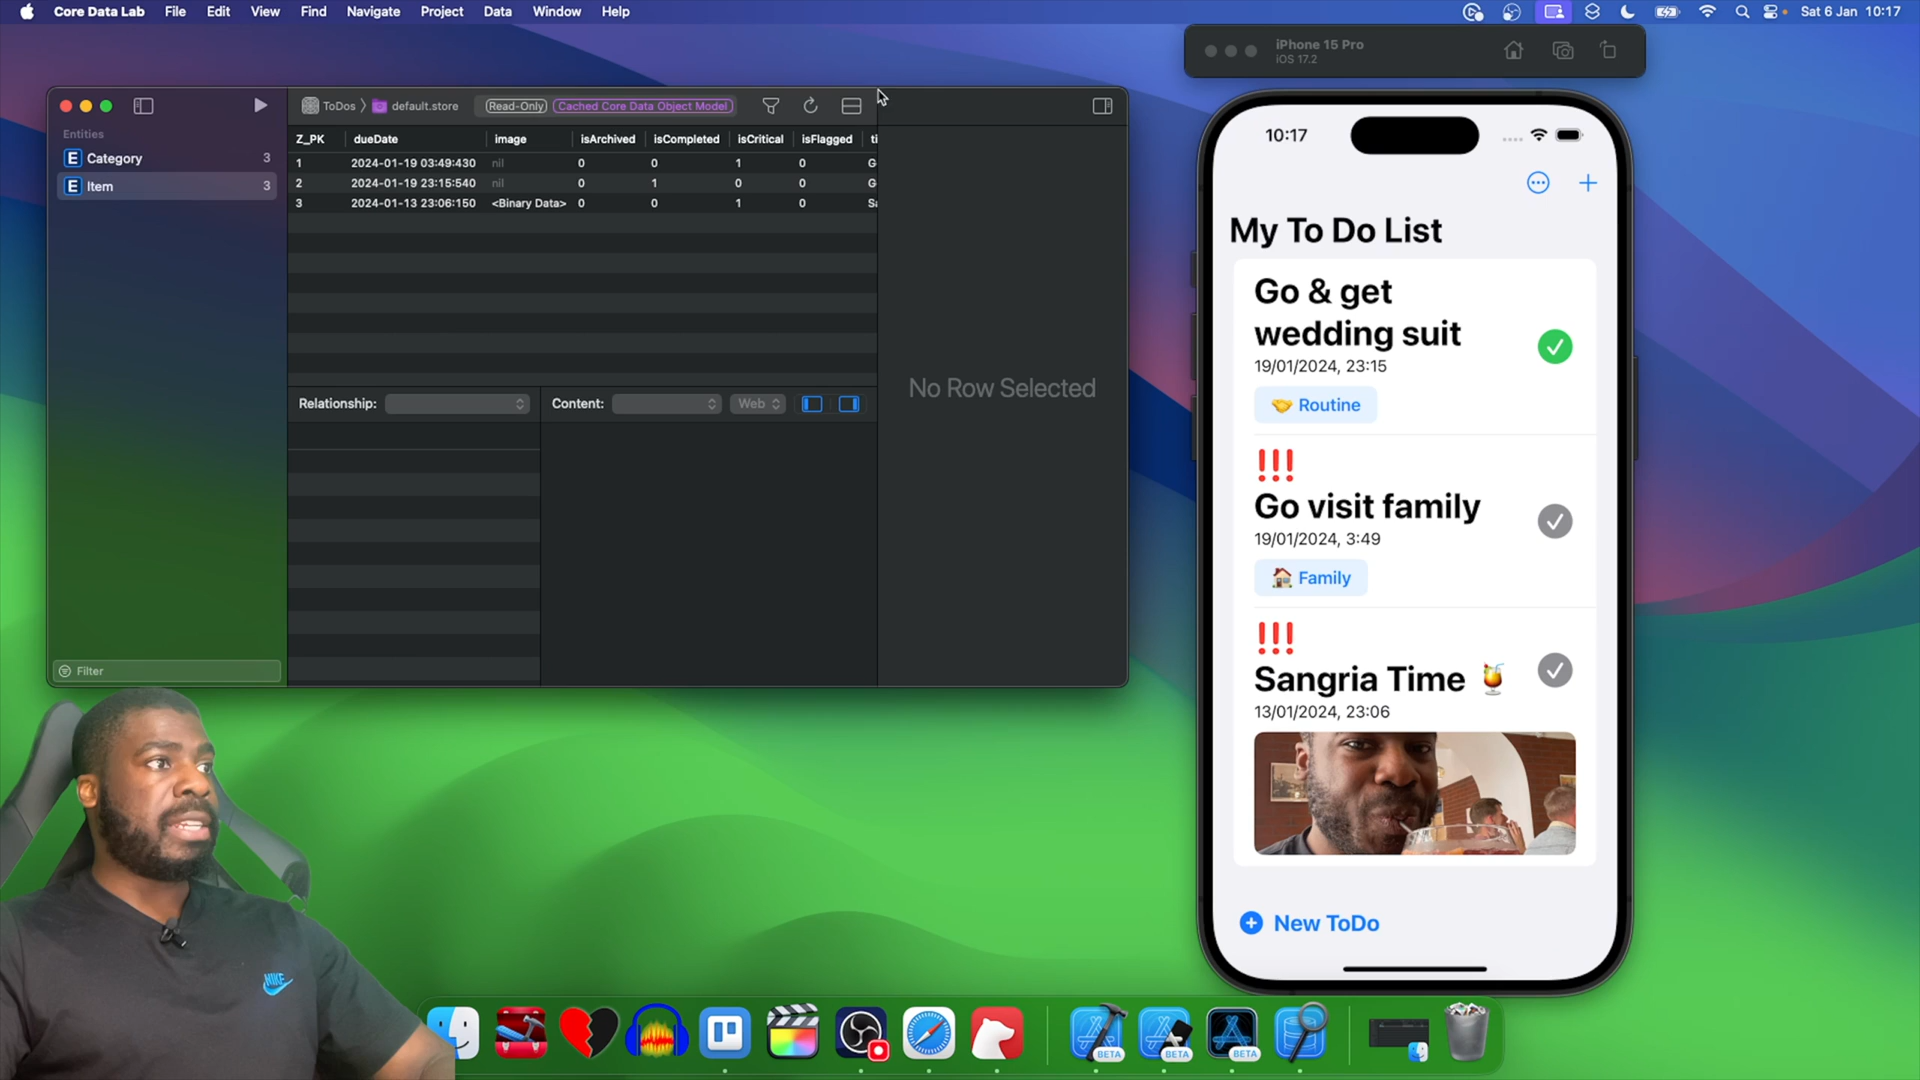 Core Data Lab File Edit View Find Navigate Project Data Window Help
Sat 6 Jan 10:17
ToDos default.store Read-Only Cached Core Data Object Model
Entities
E Category 3
E Item 3
Filter
Z_PK dueDate image isArchived isCompleted isCritical isFlagged ti
1 2024-01-19 03:49:430 nil 0 0 1 0 G
2 2024-01-19 23:15:540 nil 0 1 0 0 G
3 2024-01-13 23:06:150 <Binary Data> 0 0 1 0 Sa
Relationship:
Content: Web
No Row Selected
iPhone 15 Pro
iOS 17.2
10:17
My To Do List
Go & get
wedding suit
19/01/2024, 23:15
Routine
!!!
Go visit family
19/01/2024, 3:49
Family
!!!
Sangria Time 🍹
13/01/2024, 23:06
New ToDo
NIKE
BETA
BETA
BETA